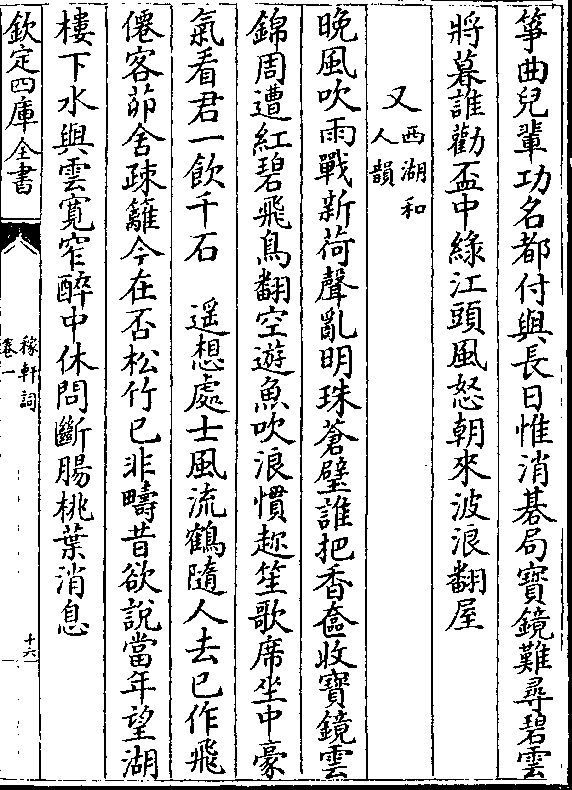 箏曲兒輩功名都付與長日惟消碁局寶鏡難尋碧雲
將暮誰勸盃中綠江頭風怒朝來波浪翻屋
又西湖和
人韻
晩風吹雨戰新荷聲亂明珠蒼璧誰把香奩收寶鏡雲
錦周遭紅碧飛鳥翻空遊魚吹浪慣趂笙歌席坐中豪
氣看君一飲千石　遥想處士風流鶴隨人去已作飛
僊客茆舍疎籬今在否松竹已非疇昔欲說當年望湖
樓下水與雲寛窄醉中休問斷腸桃葉消息
欽定四庫全書
稼軒詞
卷一
十六